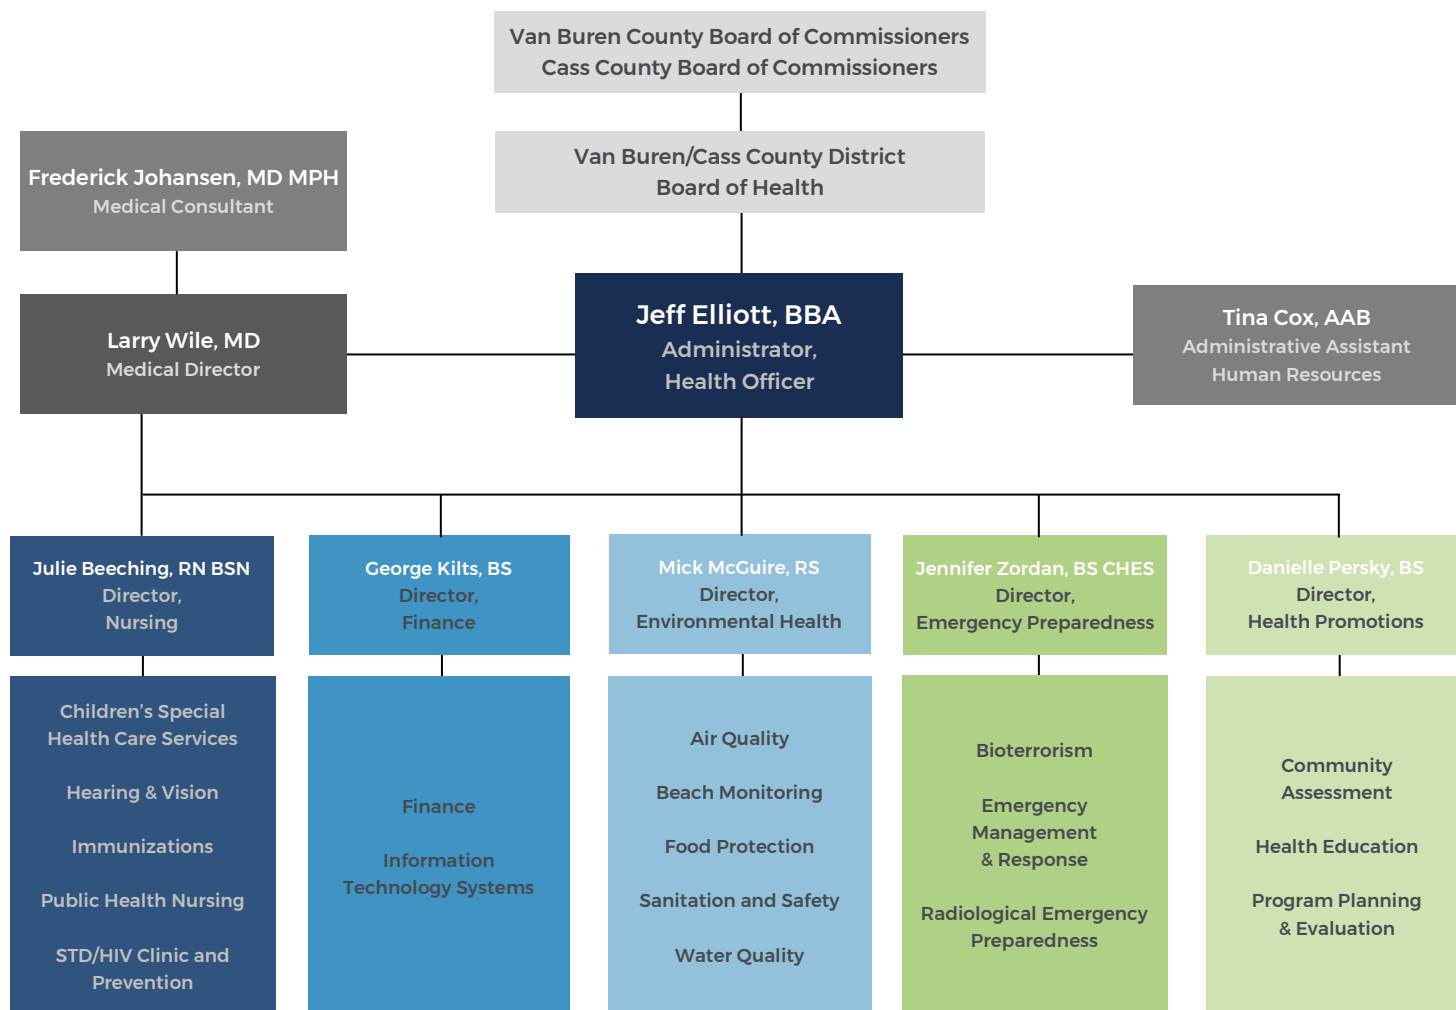 Van Buren County Board of Commissioners
Cass County Board of Commissioners
Van Buren/Cass County District
Board of Health
Frederick Johansen, MD MPH
Medical Consultant
Larry Wile, MD
Medical Director
Jeff Elliott, BBA
Administrator,
Health Officer
Tina Cox, AAB
Administrative Assistant
Human Resources
Julie Beeching, RN BSN
Director,
Nursing
George Kilts, BS
Director,
Finance
Mick McGuire, RS
Director,
Environmental Health
Jennifer Zordan, BS CHES
Director,
Emergency Preparedness
Danielle Persky, BS
Director,
Health Promotions
Children’s Special
Health Care Services
Hearing & Vision
Immunizations
Public Health Nursing
STD/HIV Clinic and
Prevention
Finance
Information
Technology Systems
Air Quality
Beach Monitoring
Food Protection
Sanitation and Safety
Water Quality
Bioterrorism
Emergency
Management
& Response
Radiological Emergency
Preparedness
Community
Assessment
Health Education
Program Planning
& Evaluation